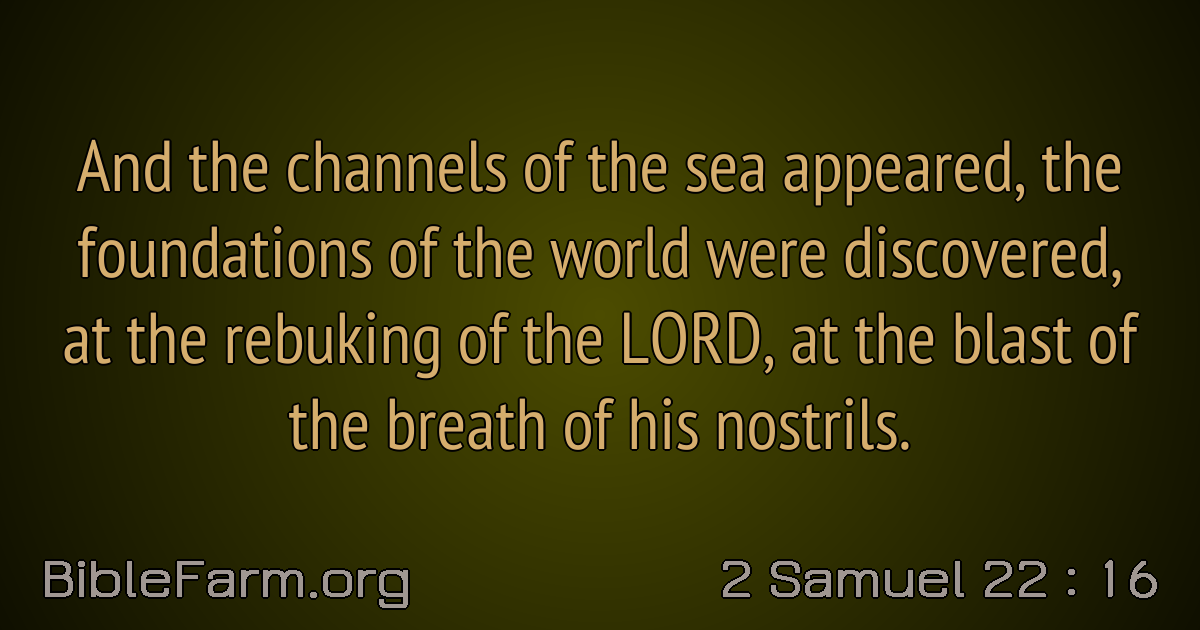 And the channels of the sea appeared, the
foundations of the world were discovered,
at the rebuking of the LORD, at the blast of
the breath of his nostrils.
BibleFarm.org
2 Samuel 22 : 16